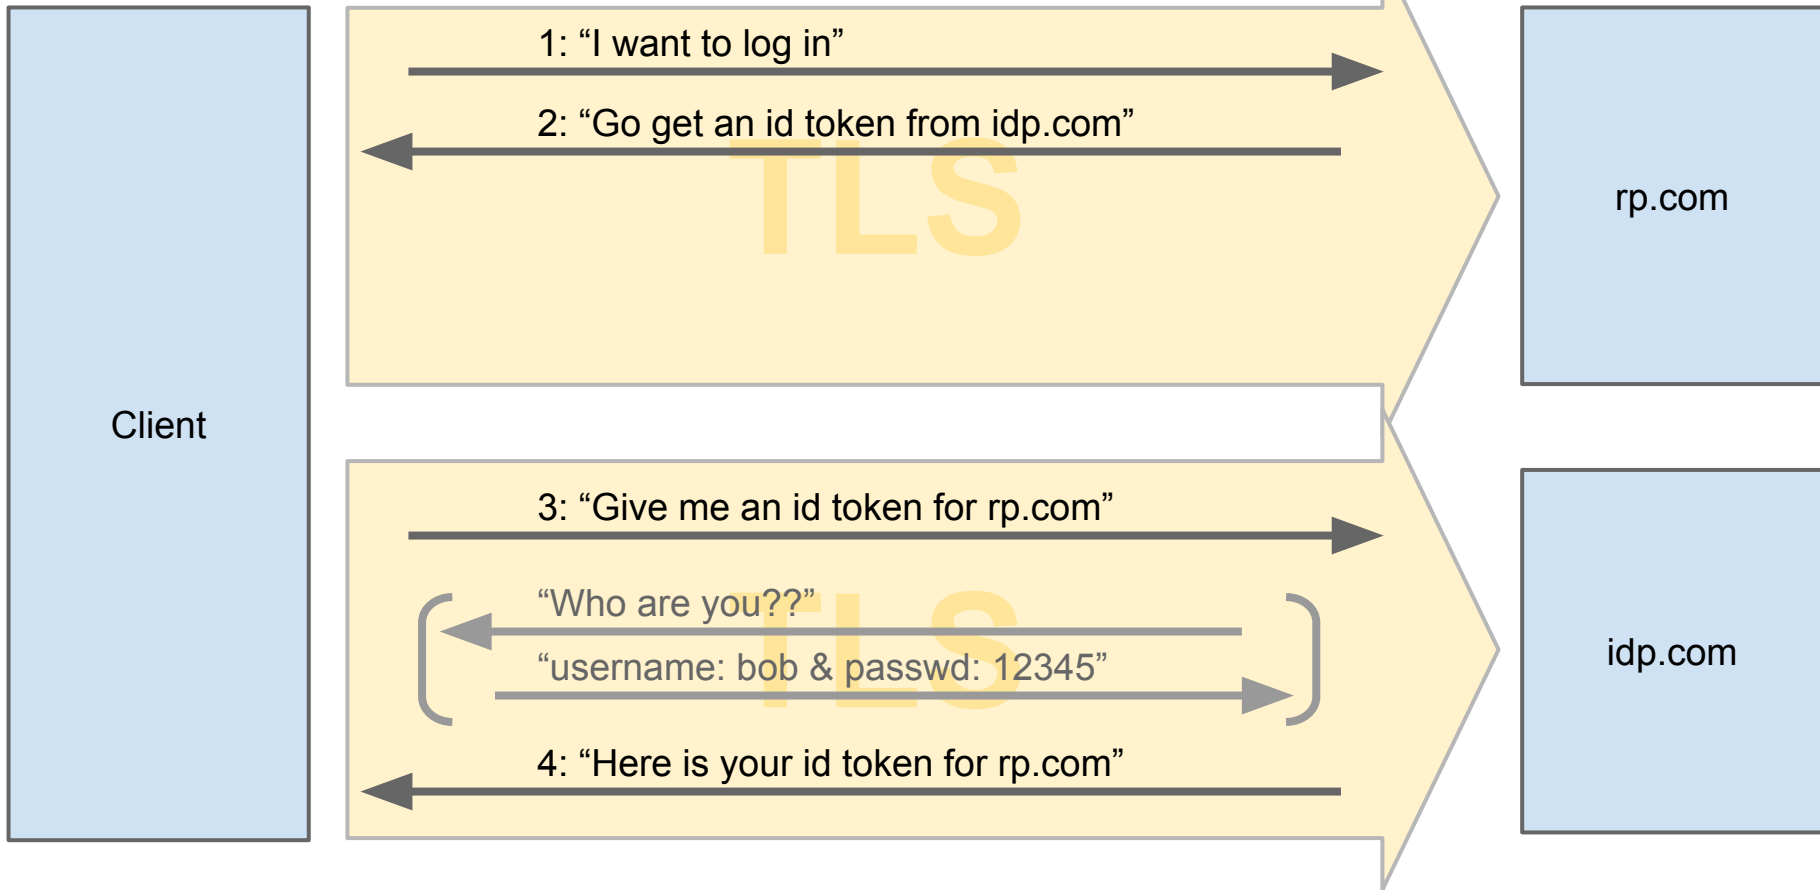 1: “I want to log in”
2: “Go get an id token from idp.com”
TLS
rp.com
Client
3: “Give me an id token for rp.com”
“Who are you??”
“username: bob & passwd: 12345”
TLS
idp.com
4: “Here is your id token for rp.com”